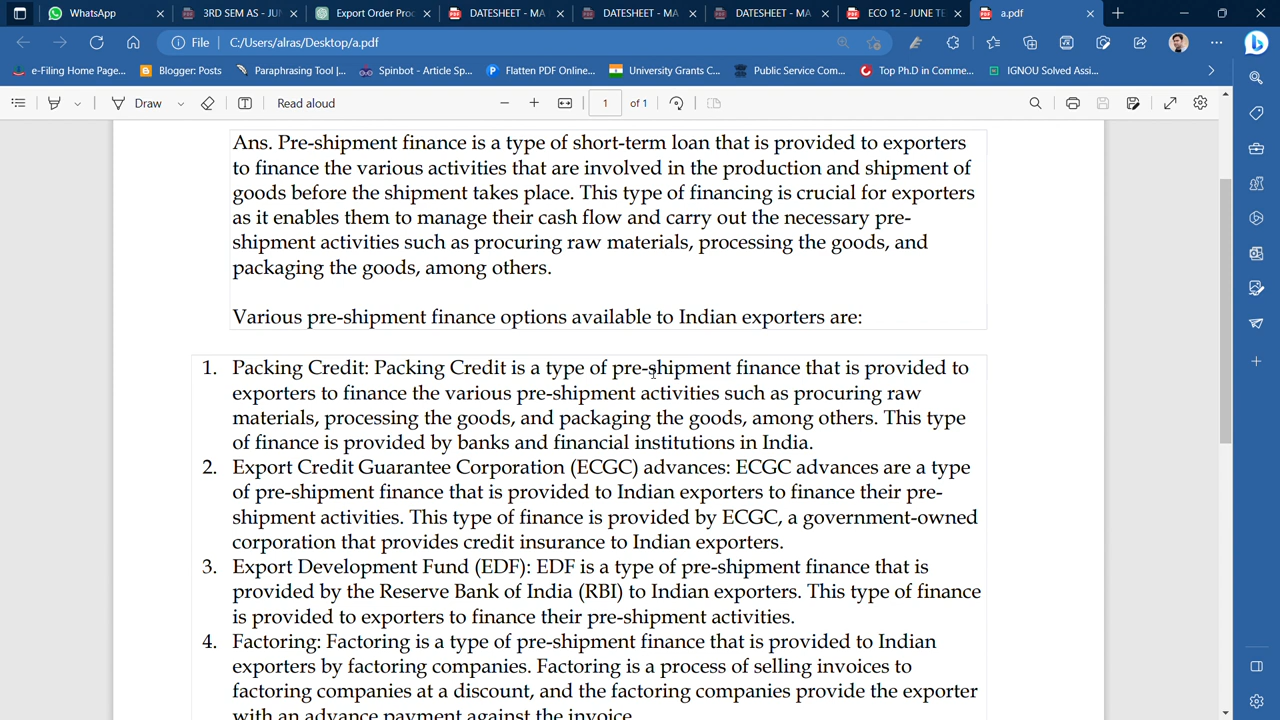 WhatsApp
3RD SEM AS - JUN
Export Order Proc
DATESHEET - MA
DATESHEET - MA
DATESHEET - MA
ECO 12 - JUNE TE
a.pdf
File C:/Users/alras/Desktop/a.pdf
e-Filing Home Page...
Blogger: Posts
Paraphrasing Tool |...
Spinbot - Article Sp...
Flatten PDF Online...
University Grants C...
Public Service Com...
Top Ph.D in Comme...
IGNOU Solved Assi...
Draw
Read aloud
1 of 1
Ans. Pre-shipment finance is a type of short-term loan that is provided to exporters
to finance the various activities that are involved in the production and shipment of
goods before the shipment takes place. This type of financing is crucial for exporters
as it enables them to manage their cash flow and carry out the necessary pre-
shipment activities such as procuring raw materials, processing the goods, and
packaging the goods, among others.
Various pre-shipment finance options available to Indian exporters are:
1. Packing Credit: Packing Credit is a type of pre-shipment finance that is provided to
exporters to finance the various pre-shipment activities such as procuring raw
materials, processing the goods, and packaging the goods, among others. This type
of finance is provided by banks and financial institutions in India.
2. Export Credit Guarantee Corporation (ECGC) advances: ECGC advances are a type
of pre-shipment finance that is provided to Indian exporters to finance their pre-
shipment activities. This type of finance is provided by ECGC, a government-owned
corporation that provides credit insurance to Indian exporters.
3. Export Development Fund (EDF): EDF is a type of pre-shipment finance that is
provided by the Reserve Bank of India (RBI) to Indian exporters. This type of finance
is provided to exporters to finance their pre-shipment activities.
4. Factoring: Factoring is a type of pre-shipment finance that is provided to Indian
exporters by factoring companies. Factoring is a process of selling invoices to
factoring companies at a discount, and the factoring companies provide the exporter
with an advance payment against the invoice.